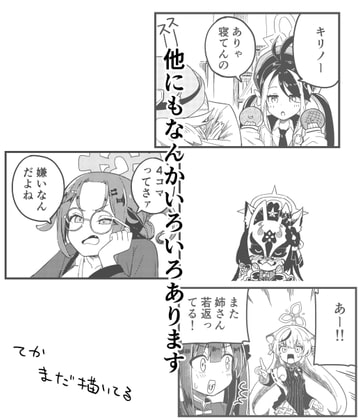 キリノー
ありゃ
寝てんの
スス
スー
他にもなんかいろいろあります
４コマ
ってさァ
嫌いなん
だよね
あー!!
また
姉さん
若返っ
てる!
てか
まだ描いてる